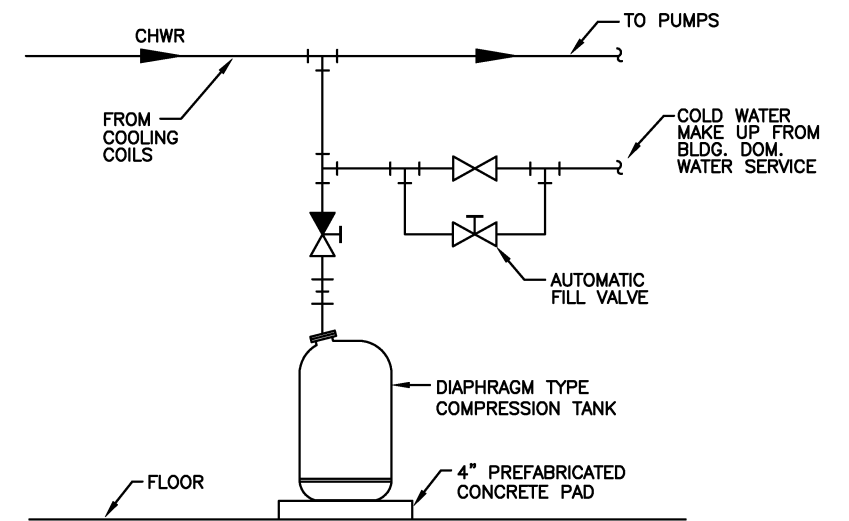 TO PUMPS
CHWR
FROM
COOLING
COILS
COLD WATER
MAKE UP FROM
BLDG. DOM.
WATER SERVICE
AUTOMATIC
FILL VALVE
DIAPHRAGM TYPE
COMPRESSION TANK
4" PREFABRICATED
CONCRETE PAD
FLOOR